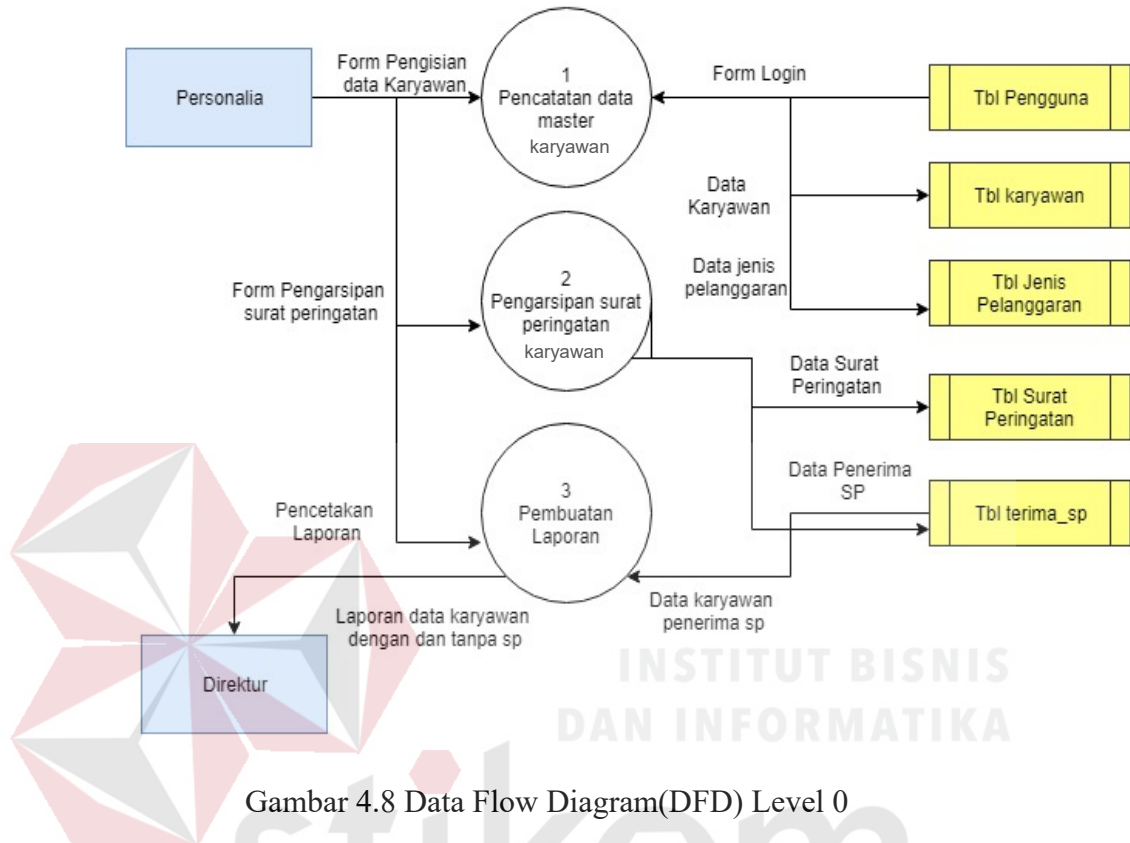 Personalia
Form Pengisian
data Karyawan
1
Pencatatan data
master
karyawan
Form Login
Tbl Pengguna
Data
Karyawan
Tbl karyawan
Data jenis
pelanggaran
Tbl Jenis
Pelanggaran
Form Pengarsipan
surat peringatan
2
Pengarsipan surat
peringatan
karyawan
Data Surat
Peringatan
Tbl Surat
Peringatan
Data Penerima
SP
Tbl terima_sp
Pencetakan
Laporan
3
Pembuatan
Laporan
Laporan data karyawan
dengan dan tanpa sp
Data karyawan
penerima sp
Direktur
INSTITUT BISNIS
DAN INFORMATIKA
Gambar 4.8 Data Flow Diagram(DFD) Level 0
stikom